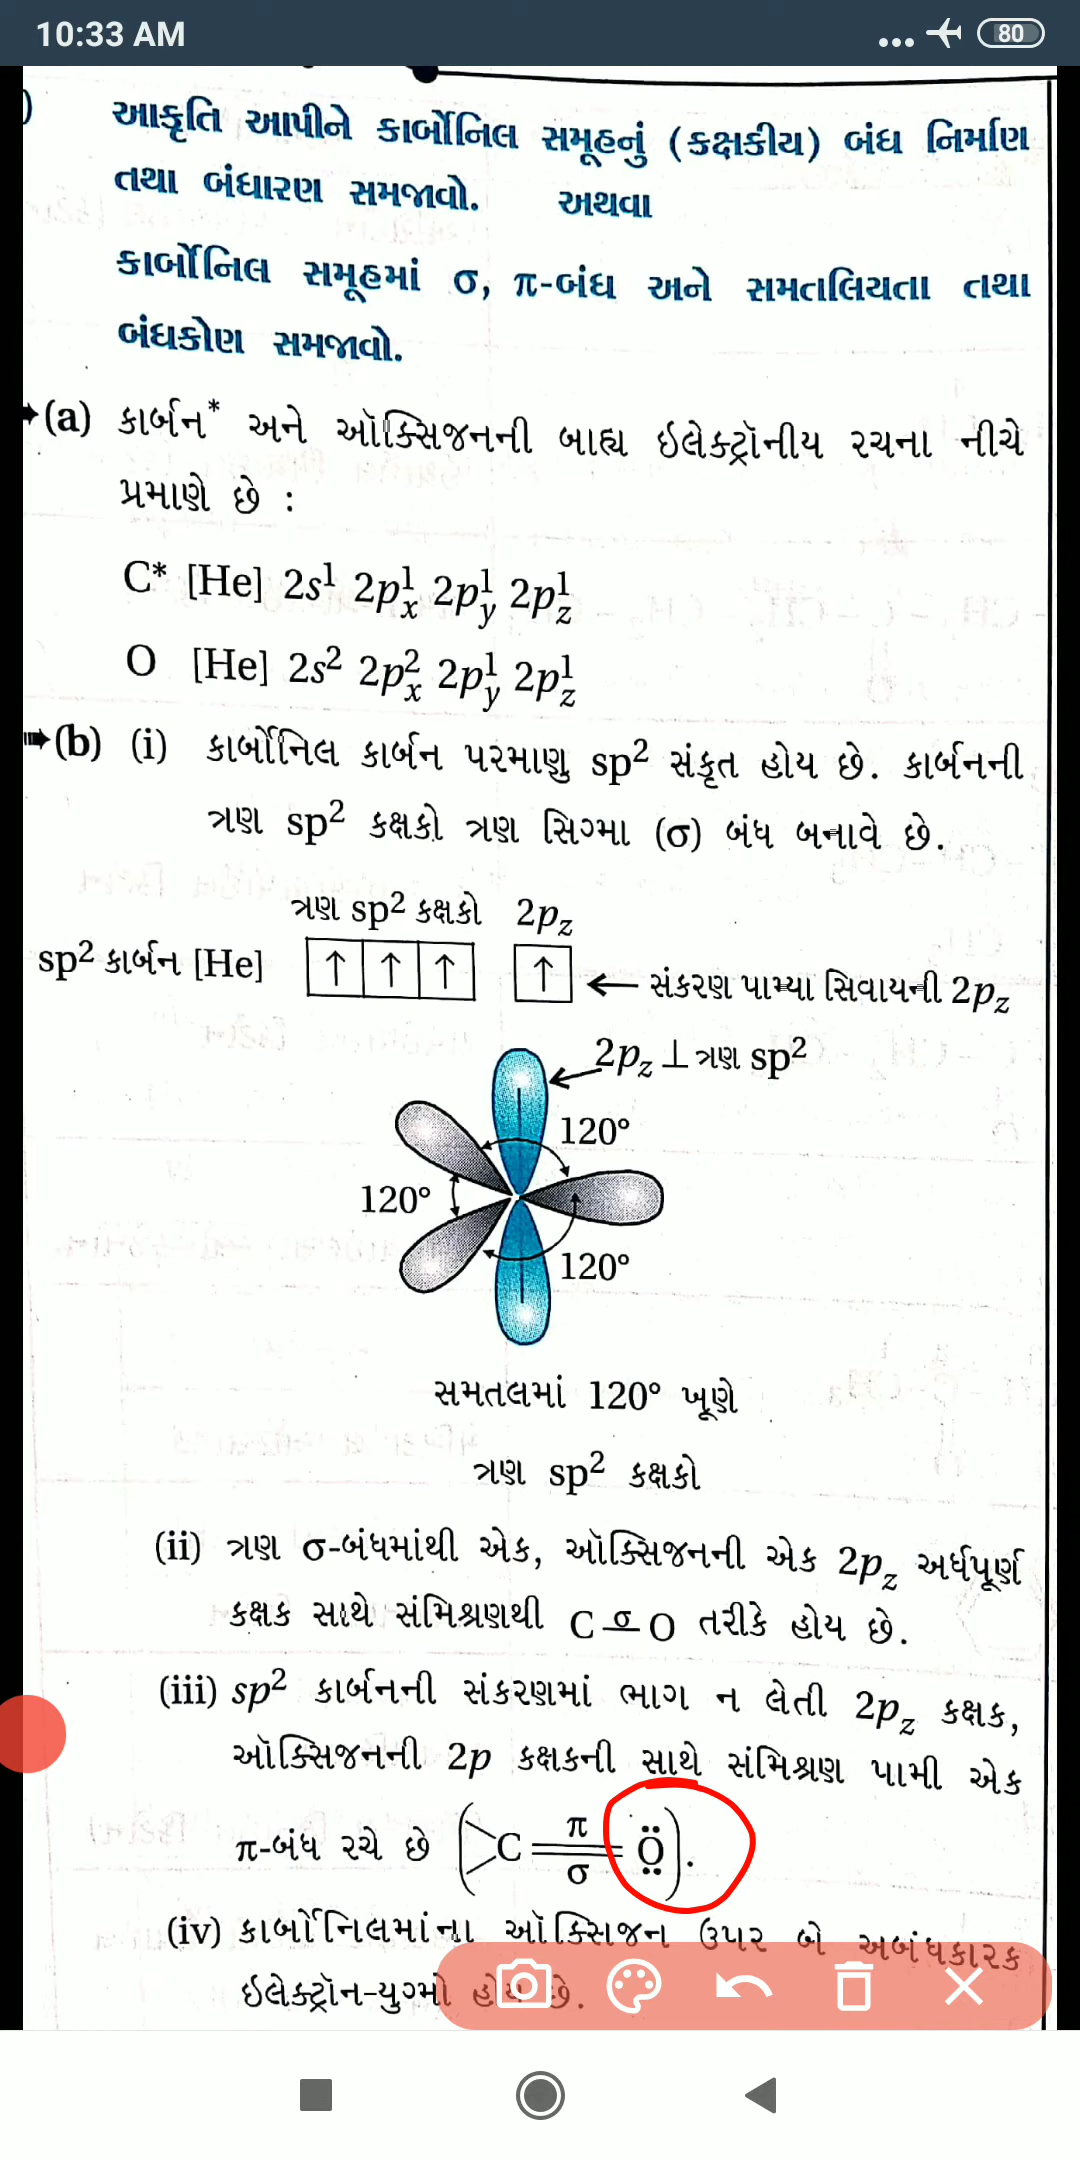 10:33 AM
80
આકૃતિ આપીને કાર્બોનિલ સમૂહનું (કક્ષકીય) બંધ નિર્માણ
તથા બંધારણ સમજાવો. અથવા
કાર્બોનિલ સમૂહમાં σ, π-બંધ અને સમતલિયતા તથા
બંધકોણ સમજાવો.
(a) કાર્બન* અને ઑક્સિજનની બાહ્ય ઇલેક્ટ્રૉનીય રચના નીચે
પ્રમાણે છે :
C* [He] 2s¹ 2pₓ¹ 2p_y¹ 2p_z¹
O [He] 2s² 2pₓ² 2p_y¹ 2p_z¹
(b) (i) કાર્બોનિલ કાર્બન પરમાણુ sp² સંકૃત હોય છે. કાર્બનની
ત્રણ sp² કક્ષકો ત્રણ સિગ્મા (σ) બંધ બનાવે છે.
ત્રણ sp² કક્ષકો 2p_z
sp² કાર્બન [He] ↑ ↑ ↑ ↑ ← સંકરણ પામ્યા સિવાયની 2p_z
2p_z ⊥ ત્રણ sp²
120°
120°
120°
સમતલમાં 120° ખૂણે
ત્રણ sp² કક્ષકો
(ii) ત્રણ σ-બંધમાંથી એક, ઑક્સિજનની એક 2p_z અર્ધપૂર્ણ
કક્ષક સાથે સંમિશ્રણથી C σ O તરીકે હોય છે.
(iii) sp² કાર્બનની સંકરણમાં ભાગ ન લેતી 2p_z કક્ષક,
ઑક્સિજનની 2p કક્ષકની સાથે સંમિશ્રણ પામી એક
π-બંધ રચે છે (>C π σ O).
(iv) કાર્બોનિલમાંના ઑક્સિજન ઉપર બે અબંધકારક
ઇલેક્ટ્રૉન-યુગ્મો હોય છે.